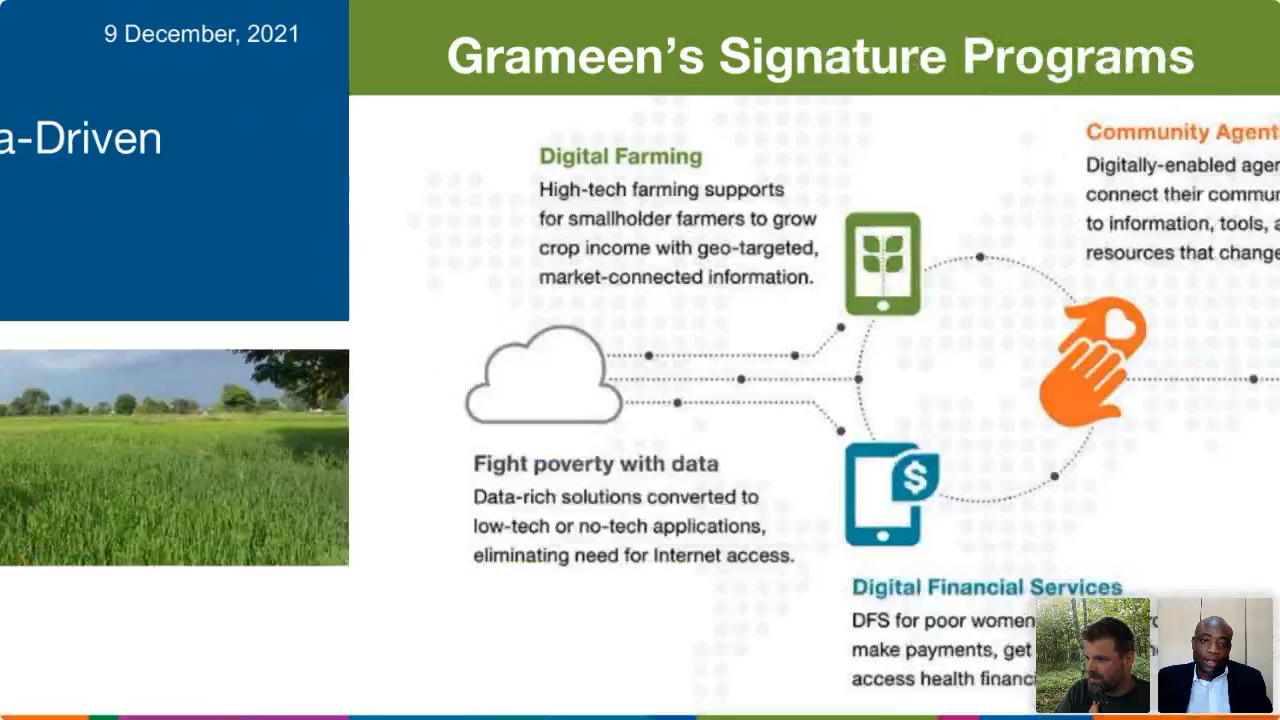 9 December, 2021
a-Driven
Grameen's Signature Programs
Digital Farming
High-tech farming supports
for smallholder farmers to grow
crop income with geo-targeted,
market-connected information.
Community Agent
Digitally-enabled
connect their
to information, tools,
resources that change
Fight poverty with data
Data-rich solutions converted to
low-tech or no-tech applications,
eliminating need for Internet access.
$
Digital Financial Services
DFS for poor women
make payments, get
access health